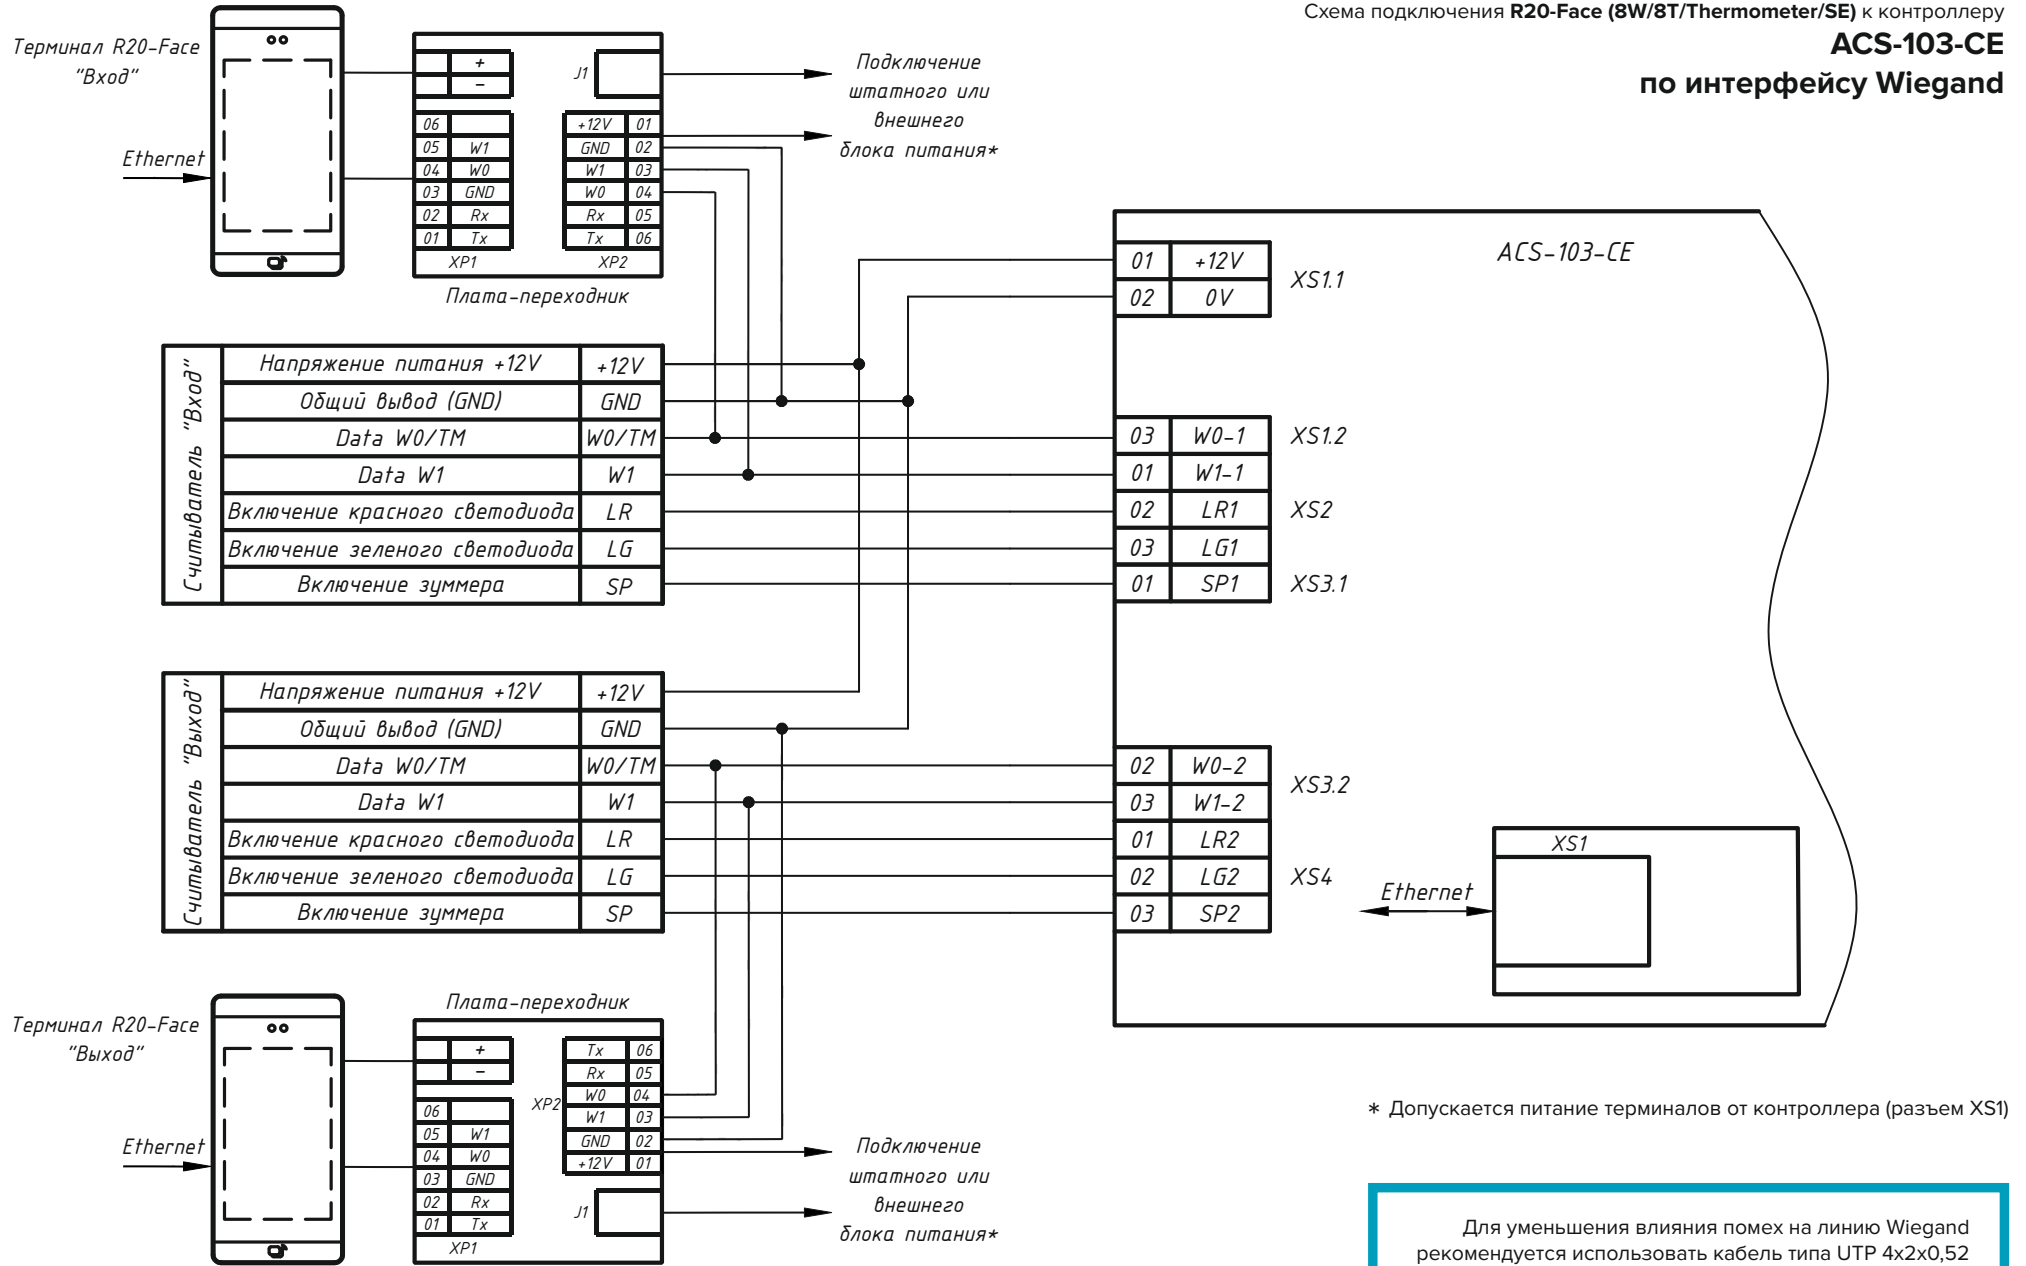 Схема подключения R20-Face (8W/8T/Thermometer/SE) к контроллеру
ACS-103-CE
по интерфейсу Wiegand
Терминал R20-Face
"Вход"
Ethernet
+
−
06
05 W1
04 W0
03 GND
02 Rx
01 Tx
XP1
J1
+12V 01
GND 02
W1 03
W0 04
Rx 05
Tx 06
XP2
Плата-переходник
Подключение
штатного или
внешнего
блока питания*
Считыватель "Вход"
Напряжение питания +12V +12V
Общий вывод (GND) GND
Data W0/TM W0/TM
Data W1 W1
Включение красного светодиода LR
Включение зеленого светодиода LG
Включение зуммера SP
Считыватель "Выход"
Напряжение питания +12V +12V
Общий вывод (GND) GND
Data W0/TM W0/TM
Data W1 W1
Включение красного светодиода LR
Включение зеленого светодиода LG
Включение зуммера SP
ACS-103-CE
01 +12V
02 0V
XS1.1
03 W0-1 XS1.2
01 W1-1
02 LR1 XS2
03 LG1
01 SP1 XS3.1
02 W0-2
XS3.2
03 W1-2
01 LR2
02 LG2 XS4
03 SP2
XS1
Ethernet
Плата-переходник
Терминал R20-Face
"Выход"
Ethernet
+
−
06
05 W1
04 W0
03 GND
02 Rx
01 Tx
XP1
Tx 06
Rx 05
W0 04
XP2
W1 03
GND 02
+12V 01
J1
Подключение
штатного или
внешнего
блока питания*
* Допускается питание терминалов от контроллера (разъем XS1)
Для уменьшения влияния помех на линию Wiegand
рекомендуется использовать кабель типа UTP 4x2x0,52